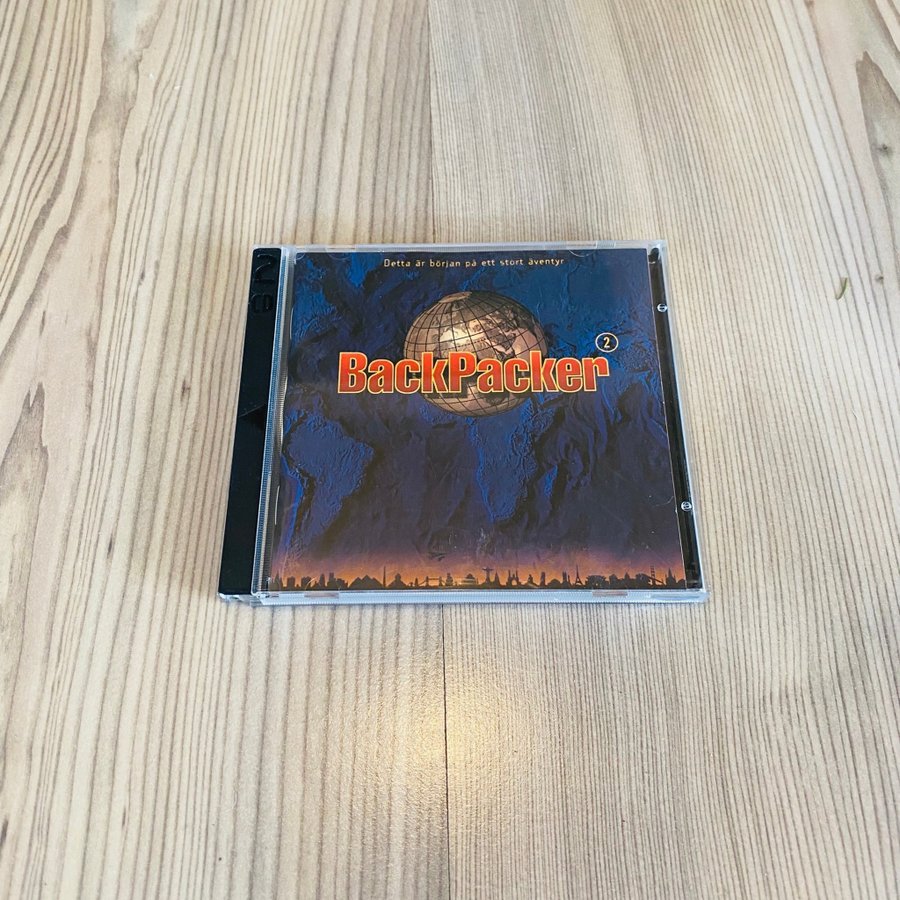 Detta är början på ett stort äventyr
BackPacker 2